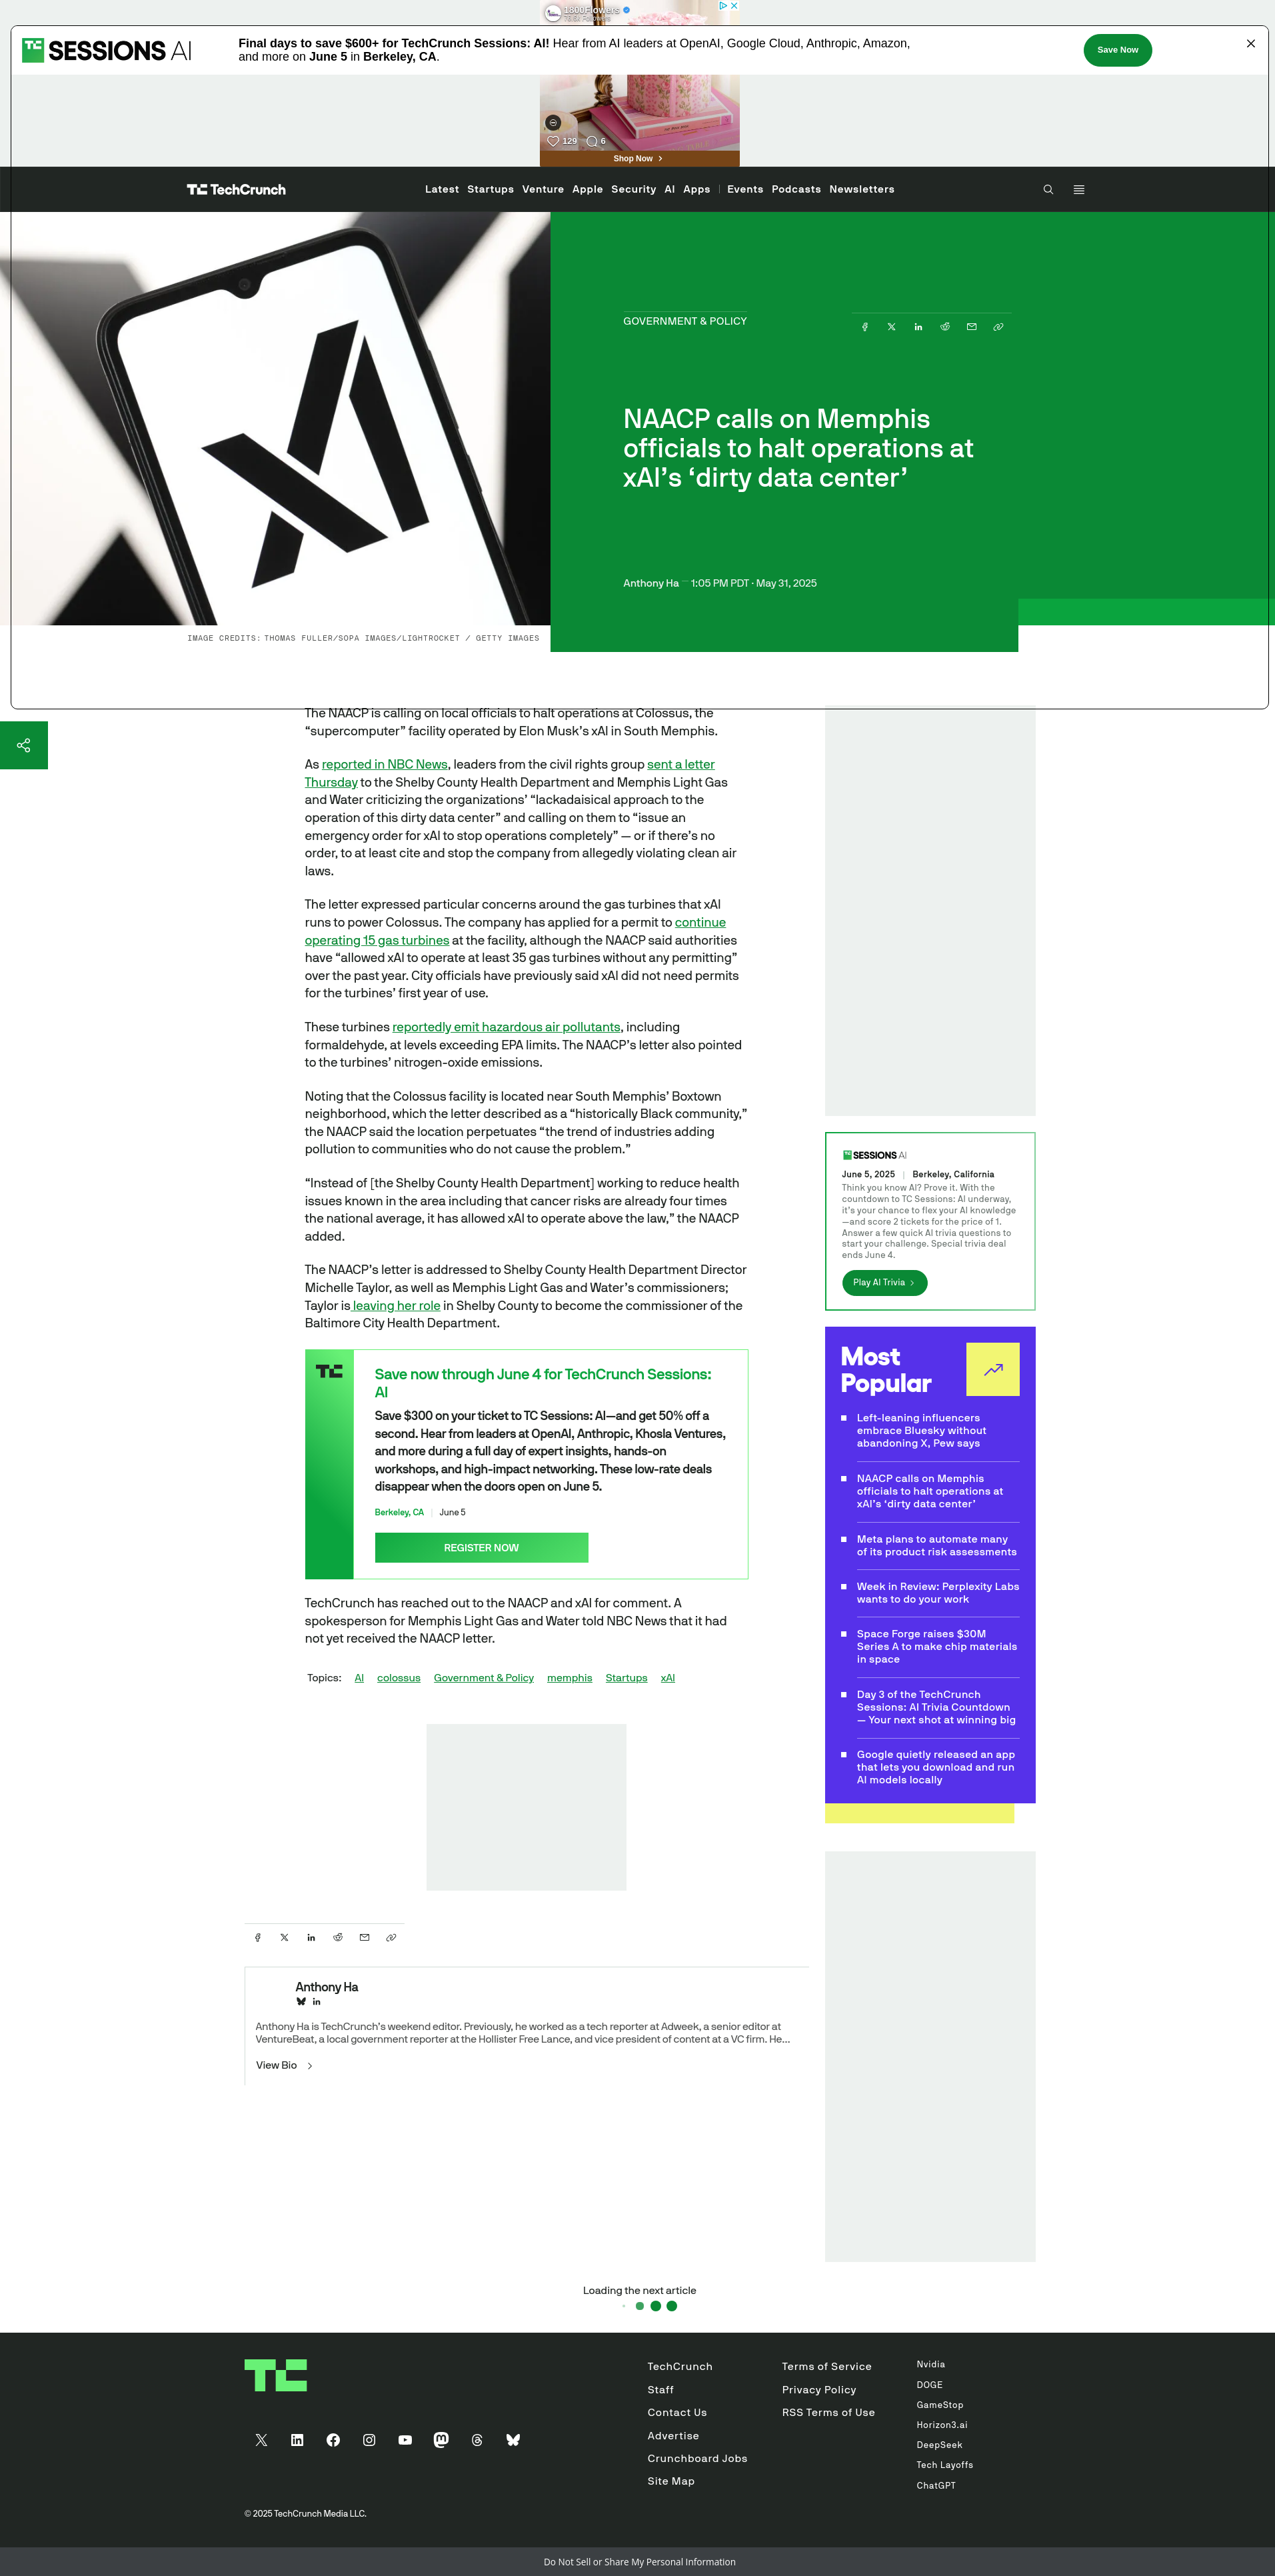 1800Flowers
TC SESSIONS AI
Final days to save $600+ for TechCrunch Sessions: AI! Hear from AI leaders at OpenAI, Google Cloud, Anthropic, Amazon,
and more on June 5 in Berkeley, CA.
Save Now
129
6
Shop Now
TechCrunch
Latest Startups Venture Apple Security AI Apps | Events Podcasts Newsletters
GOVERNMENT & POLICY
NAACP calls on Memphis
officials to halt operations at
xAI’s ‘dirty data center’
Anthony Ha — 1:05 PM PDT · May 31, 2025
IMAGE CREDITS: THOMAS FULLER/SOPA IMAGES/LIGHTROCKET / GETTY IMAGES
The NAACP is calling on local officials to halt operations at Colossus, the
“supercomputer” facility operated by Elon Musk’s xAI in South Memphis.
As reported in NBC News, leaders from the civil rights group sent a letter
Thursday to the Shelby County Health Department and Memphis Light Gas
and Water criticizing the organizations’ “lackadaisical approach to the
operation of this dirty data center” and calling on them to “issue an
emergency order for xAI to stop operations completely” — or if there’s no
order, to at least cite and stop the company from allegedly violating clean air
laws.
The letter expressed particular concerns around the gas turbines that xAI
runs to power Colossus. The company has applied for a permit to continue
operating 15 gas turbines at the facility, although the NAACP said authorities
have “allowed xAI to operate at least 35 gas turbines without any permitting”
over the past year. City officials have previously said xAI did not need permits
for the turbines’ first year of use.
These turbines reportedly emit hazardous air pollutants, including
formaldehyde, at levels exceeding EPA limits. The NAACP’s letter also pointed
to the turbines’ nitrogen-oxide emissions.
Noting that the Colossus facility is located near South Memphis’ Boxtown
neighborhood, which the letter described as a “historically Black community,”
the NAACP said the location perpetuates “the trend of industries adding
pollution to communities who do not cause the problem.”
“Instead of [the Shelby County Health Department] working to reduce health
issues known in the area including that cancer risks are already four times
the national average, it has allowed xAI to operate above the law,” the NAACP
added.
The NAACP’s letter is addressed to Shelby County Health Department Director
Michelle Taylor, as well as Memphis Light Gas and Water’s commissioners;
Taylor is leaving her role in Shelby County to become the commissioner of the
Baltimore City Health Department.
Save now through June 4 for TechCrunch Sessions:
AI
Save $300 on your ticket to TC Sessions: AI—and get 50% off a
second. Hear from leaders at OpenAI, Anthropic, Khosla Ventures,
and more during a full day of expert insights, hands-on
workshops, and high-impact networking. These low-rate deals
disappear when the doors open on June 5.
Berkeley, CA | June 5
REGISTER NOW
TechCrunch has reached out to the NAACP and xAI for comment. A
spokesperson for Memphis Light Gas and Water told NBC News that it had
not yet received the NAACP letter.
Topics: AI colossus Government & Policy memphis Startups xAI
Anthony Ha
Anthony Ha is TechCrunch’s weekend editor. Previously, he worked as a tech reporter at Adweek, a senior editor at
VentureBeat, a local government reporter at the Hollister Free Lance, and vice president of content at a VC firm. He...
View Bio
TC SESSIONS AI
June 5, 2025 | Berkeley, California
Think you know AI? Prove it. With the
countdown to TC Sessions: AI underway,
it’s your chance to flex your AI knowledge
—and score 2 tickets for the price of 1.
Answer a few quick AI trivia questions to
start your challenge. Special trivia deal
ends June 4.
Play AI Trivia
Most
Popular
Left-leaning influencers
embrace Bluesky without
abandoning X, Pew says
NAACP calls on Memphis
officials to halt operations at
xAI’s ‘dirty data center’
Meta plans to automate many
of its product risk assessments
Week in Review: Perplexity Labs
wants to do your work
Space Forge raises $30M
Series A to make chip materials
in space
Day 3 of the TechCrunch
Sessions: AI Trivia Countdown
— Your next shot at winning big
Google quietly released an app
that lets you download and run
AI models locally
Loading the next article
TechCrunch
Staff
Contact Us
Advertise
Crunchboard Jobs
Site Map
Terms of Service
Privacy Policy
RSS Terms of Use
Nvidia
DOGE
GameStop
Horizon3.ai
DeepSeek
Tech Layoffs
ChatGPT
© 2025 TechCrunch Media LLC.
Do Not Sell or Share My Personal Information